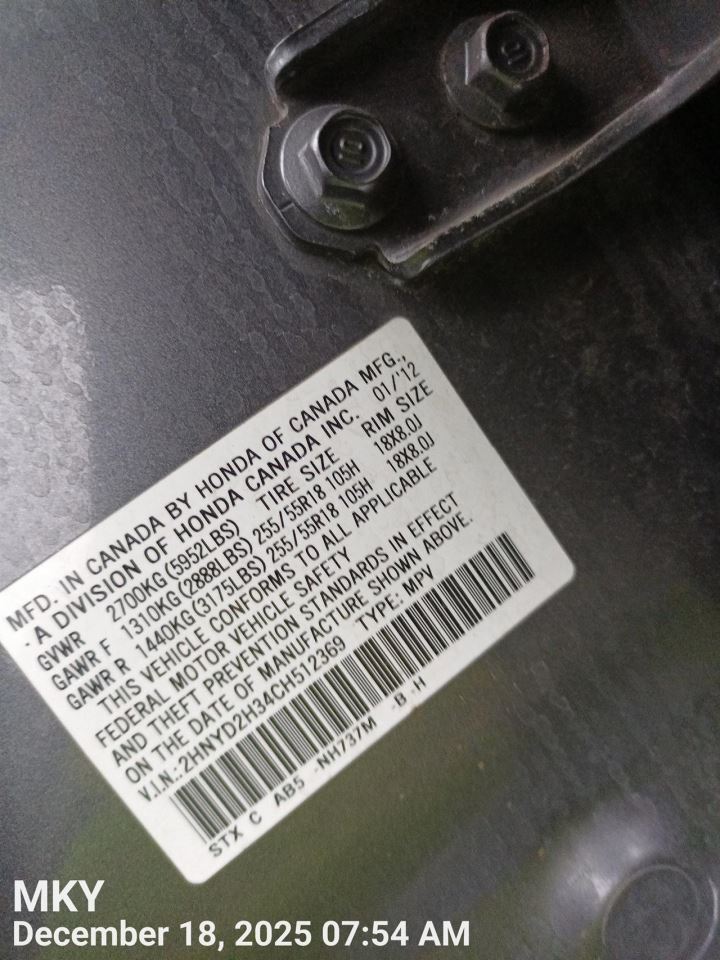 MFD. IN CANADA BY HONDA OF CANADA MFG.,
A DIVISION OF HONDA CANADA INC. 01/'12
GVWR 2700KG(5952LBS) TIRE SIZE RIM SIZE
GAWR F 1310KG(2888LBS) 255/55R18 105H 18X8.0J
GAWR R 1440KG(3175LBS) 255/55R18 105H 18X8.0J
THIS VEHICLE CONFORMS TO ALL APPLICABLE
FEDERAL MOTOR VEHICLE SAFETY
AND THEFT PREVENTION STANDARDS IN EFFECT
ON THE DATE OF MANUFACTURE SHOWN ABOVE.
V.I.N.:2HNYD2H34CH512369 TYPE: MPV
STX C AB5 -NH737M -B -H
MKY
December 18, 2025 07:54 AM